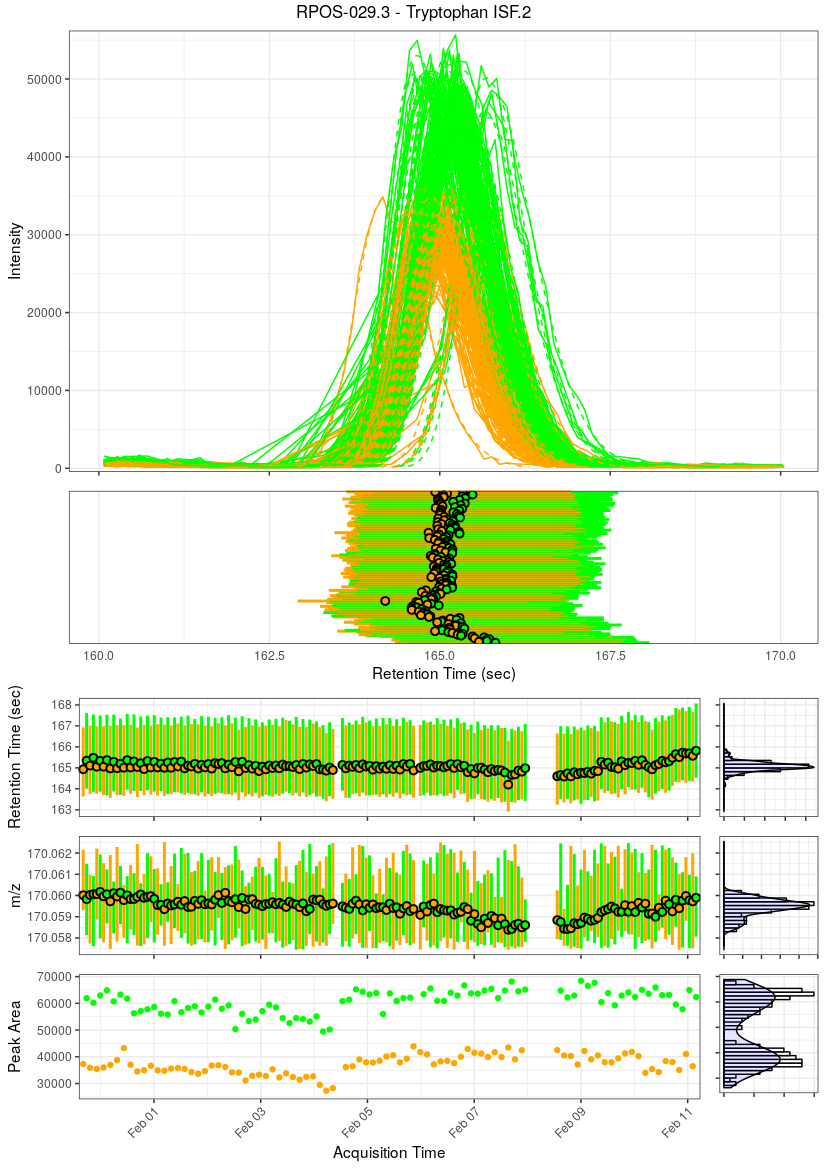 RPOS-029.3 - Tryptophan ISF.2
50000
40000
30000
20000
10000
0
Intensity
160.0 162.5 165.0 167.5 170.0
Retention Time (sec)
168
167
166
165
164
163
Retention Time (sec)
170.062
170.060
170.059
170.058
m/z
70000
60000
50000
40000
30000
Peak Area
Feb 01 Feb 03 Feb 05 Feb 07 Feb 09 Feb 11
Acquisition Time